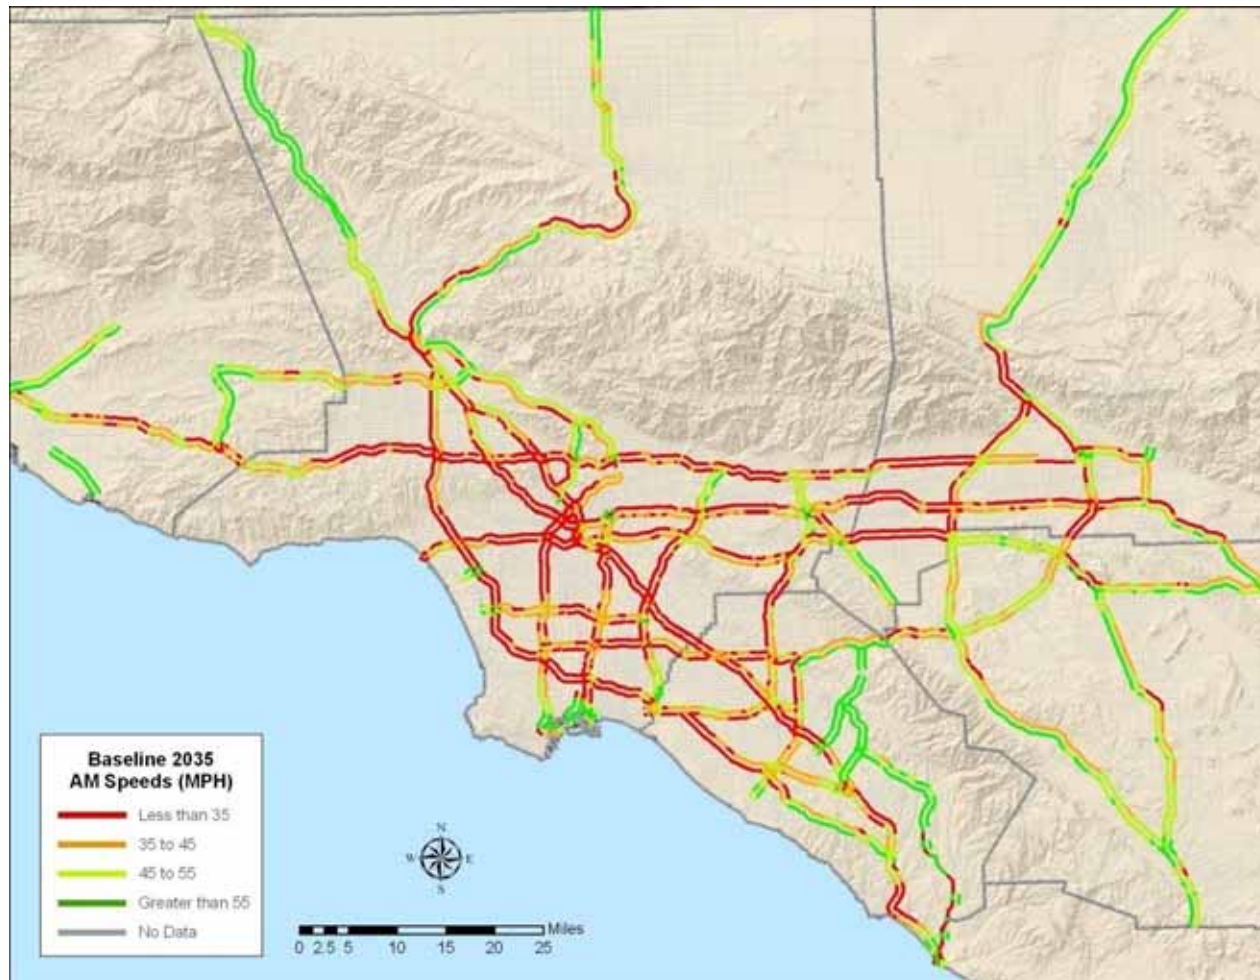 Baseline 2035
AM Speeds (MPH)
Less than 35
35 to 45
45 to 55
Greater than 55
No Data
N
W E
S
Miles
0 2.5 5 10 15 20 25